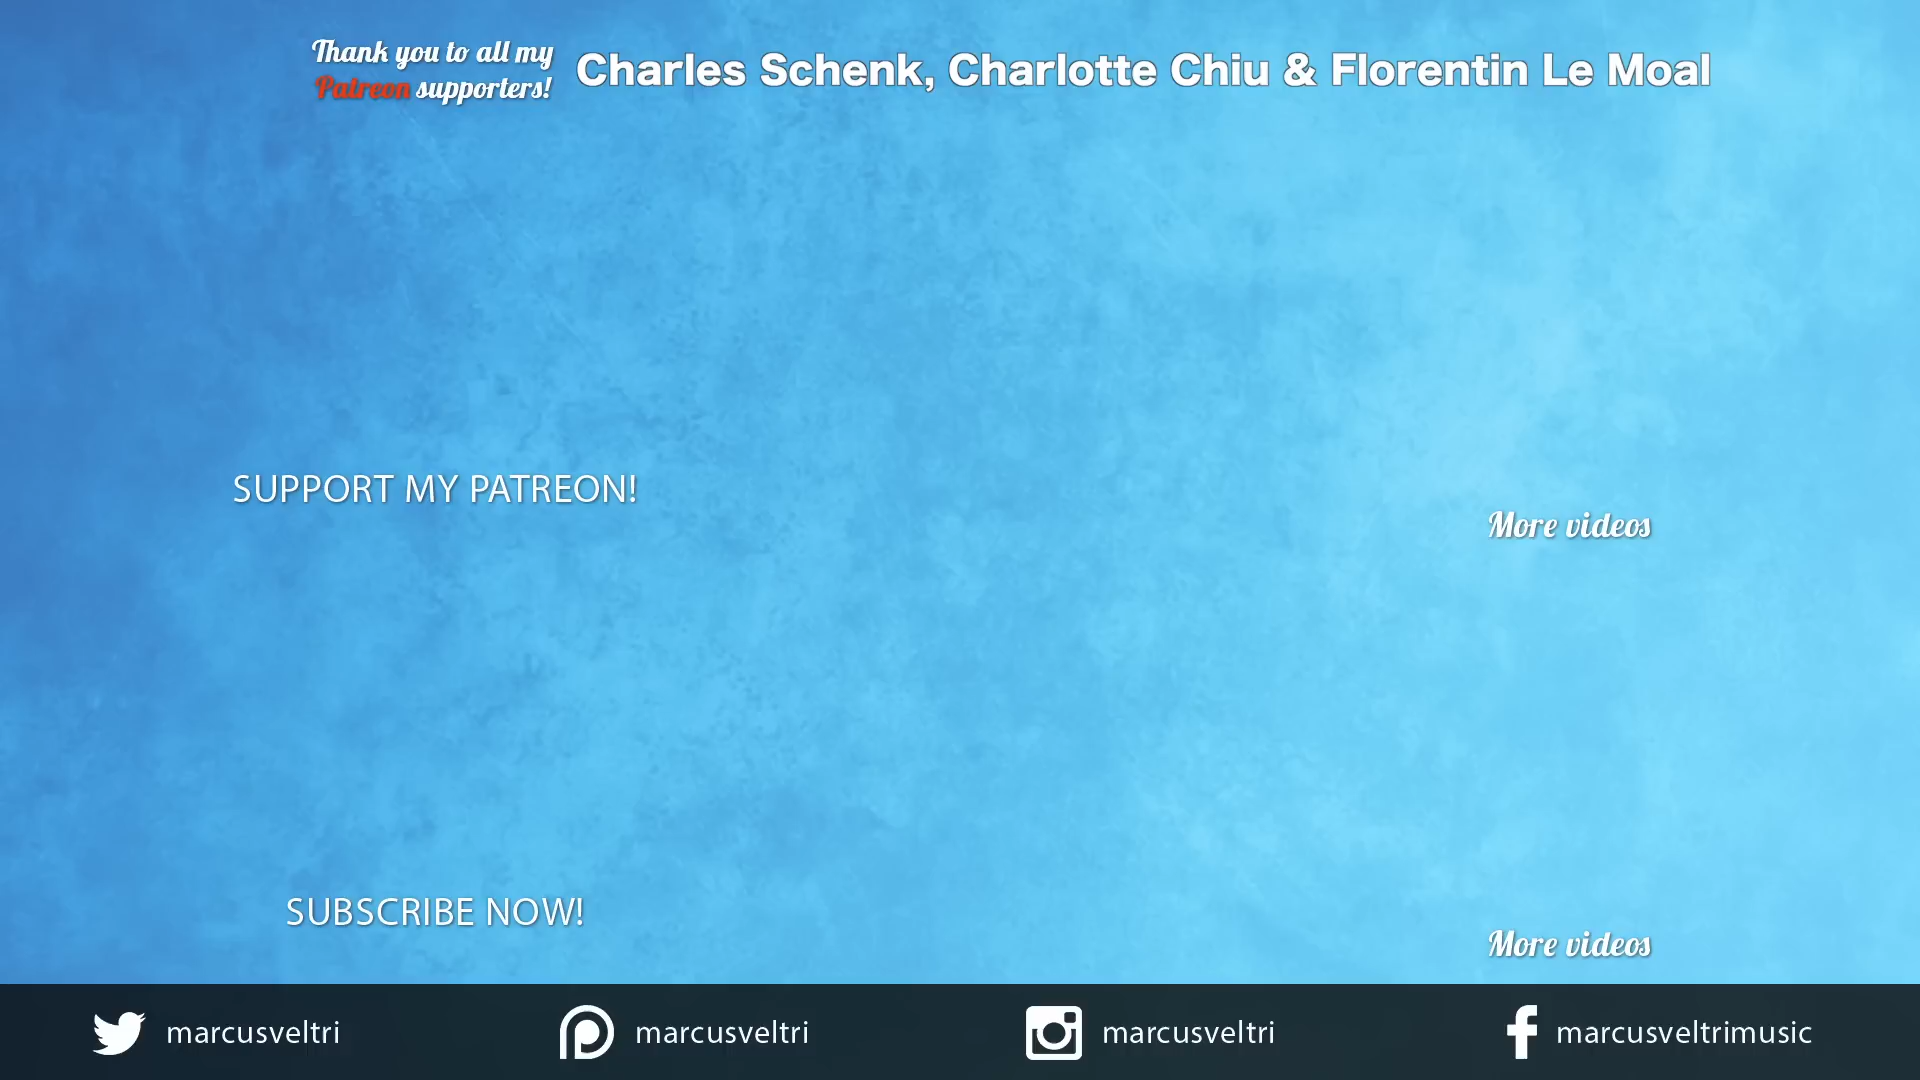 Thank you to all my
Patreon supporters!
Charles Schenk, Charlotte Chiu & Florentin Le Moal
SUPPORT MY PATREON!
More videos
SUBSCRIBE NOW!
More videos
marcusveltri
marcusveltri
marcusveltri
marcusveltrimusic